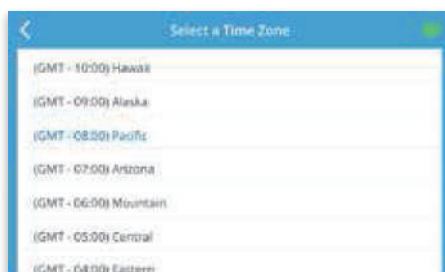 Select a Time Zone
(GMT - 10:00) Hawaii
(GMT - 09:00) Alaska
(GMT - 08:00) Pacific
(GMT - 07:00) Arizona
(GMT - 06:00) Mountain
(GMT - 05:00) Central
(GMT - 04:00) Eastern